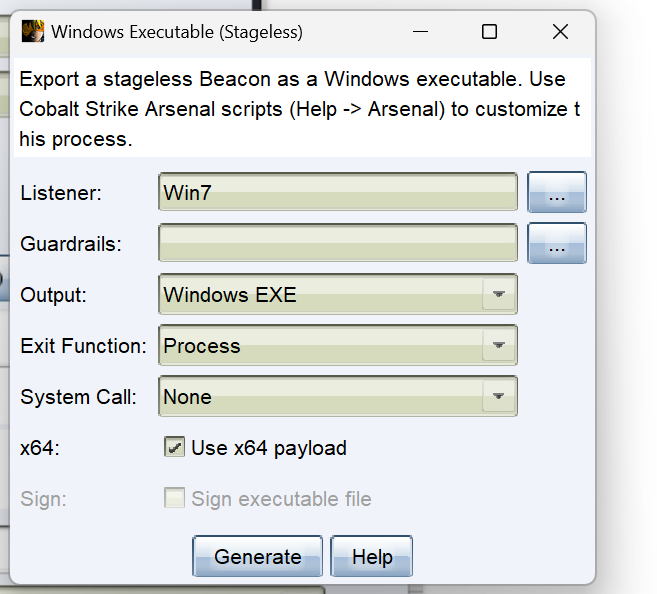 Windows Executable (Stageless)
Export a stageless Beacon as a Windows executable. Use
Cobalt Strike Arsenal scripts (Help -> Arsenal) to customize t
his process.
Listener: Win7 ...
Guardrails: ...
Output: Windows EXE
Exit Function: Process
System Call: None
x64: Use x64 payload
Sign: Sign executable file
Generate Help